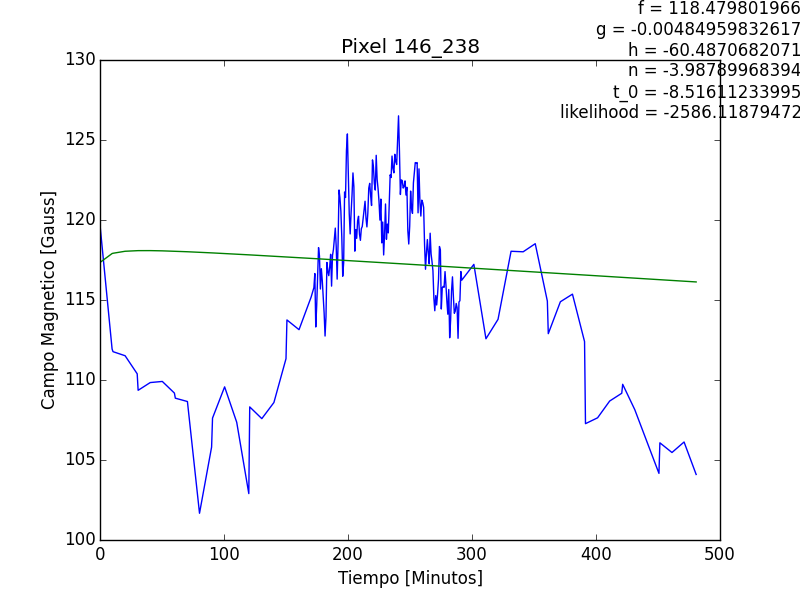 f = 118.479801966
g = -0.00484959832617
h = -60.4870682071
n = -3.98789968394
t_0 = -8.51611233995
likelihood = -2586.11879472
Pixel 146_238
130
125
120
115
110
105
100
Campo Magnetico [Gauss]
0 100 200 300 400 500
Tiempo [Minutos]